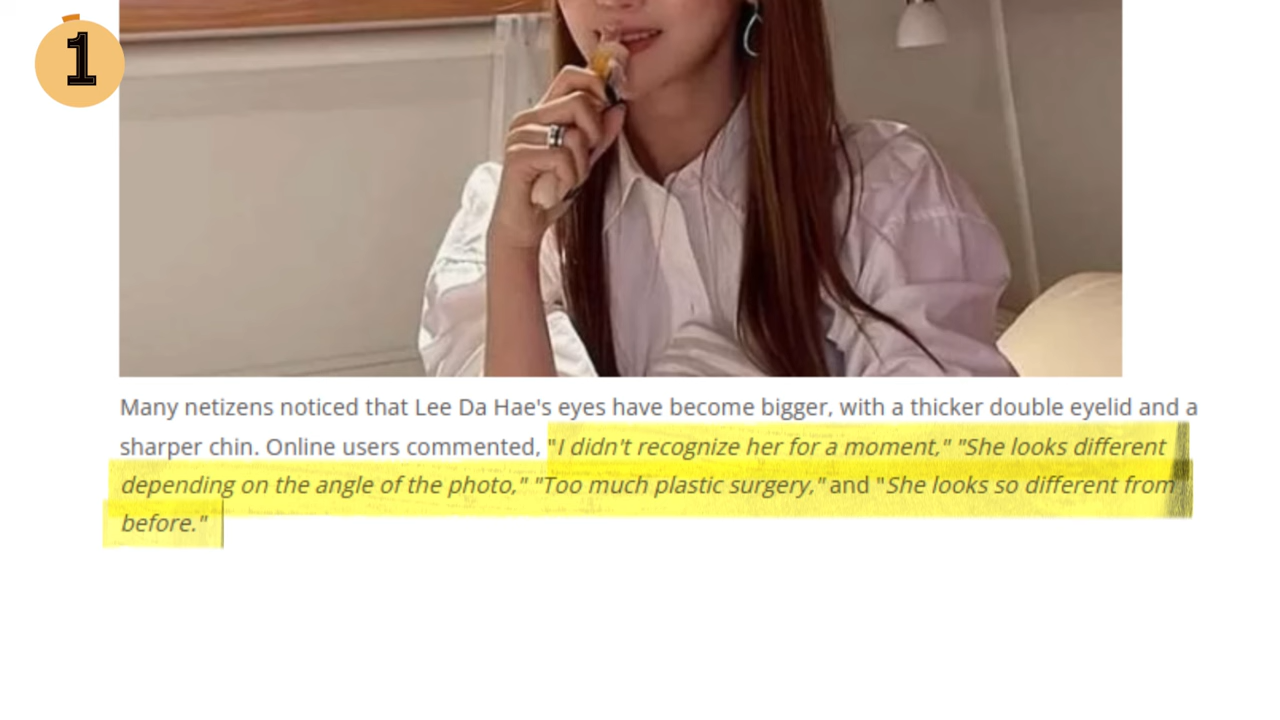 1
Many netizens noticed that Lee Da Hae's eyes have become bigger, with a thicker double eyelid and a
sharper chin. Online users commented, "I didn't recognize her for a moment," "She looks different
depending on the angle of the photo," "Too much plastic surgery," and "She looks so different from
before."